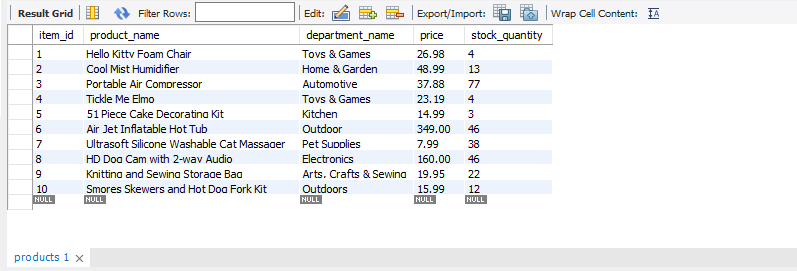 Result Grid Filter Rows: Edit: Export/Import: Wrap Cell Content:
item_id product_name department_name price stock_quantity
1 Hello Kitty Foam Chair Toys & Games 26.98 4
2 Cool Mist Humidifier Home & Garden 48.99 13
3 Portable Air Compressor Automotive 37.88 77
4 Tickle Me Elmo Toys & Games 23.19 4
5 51 Piece Cake Decorating Kit Kitchen 14.99 3
6 Air Jet Inflatable Hot Tub Outdoor 349.00 46
7 Ultrasoft Silicone Washable Cat Massager Pet Supplies 7.99 38
8 HD Dog Cam with 2-way Audio Electronics 160.00 46
9 Knitting and Sewing Storage Bag Arts, Crafts & Sewing 19.95 22
10 Smores Skewers and Hot Dog Fork Kit Outdoors 15.99 12
NULL NULL NULL NULL NULL
products 1